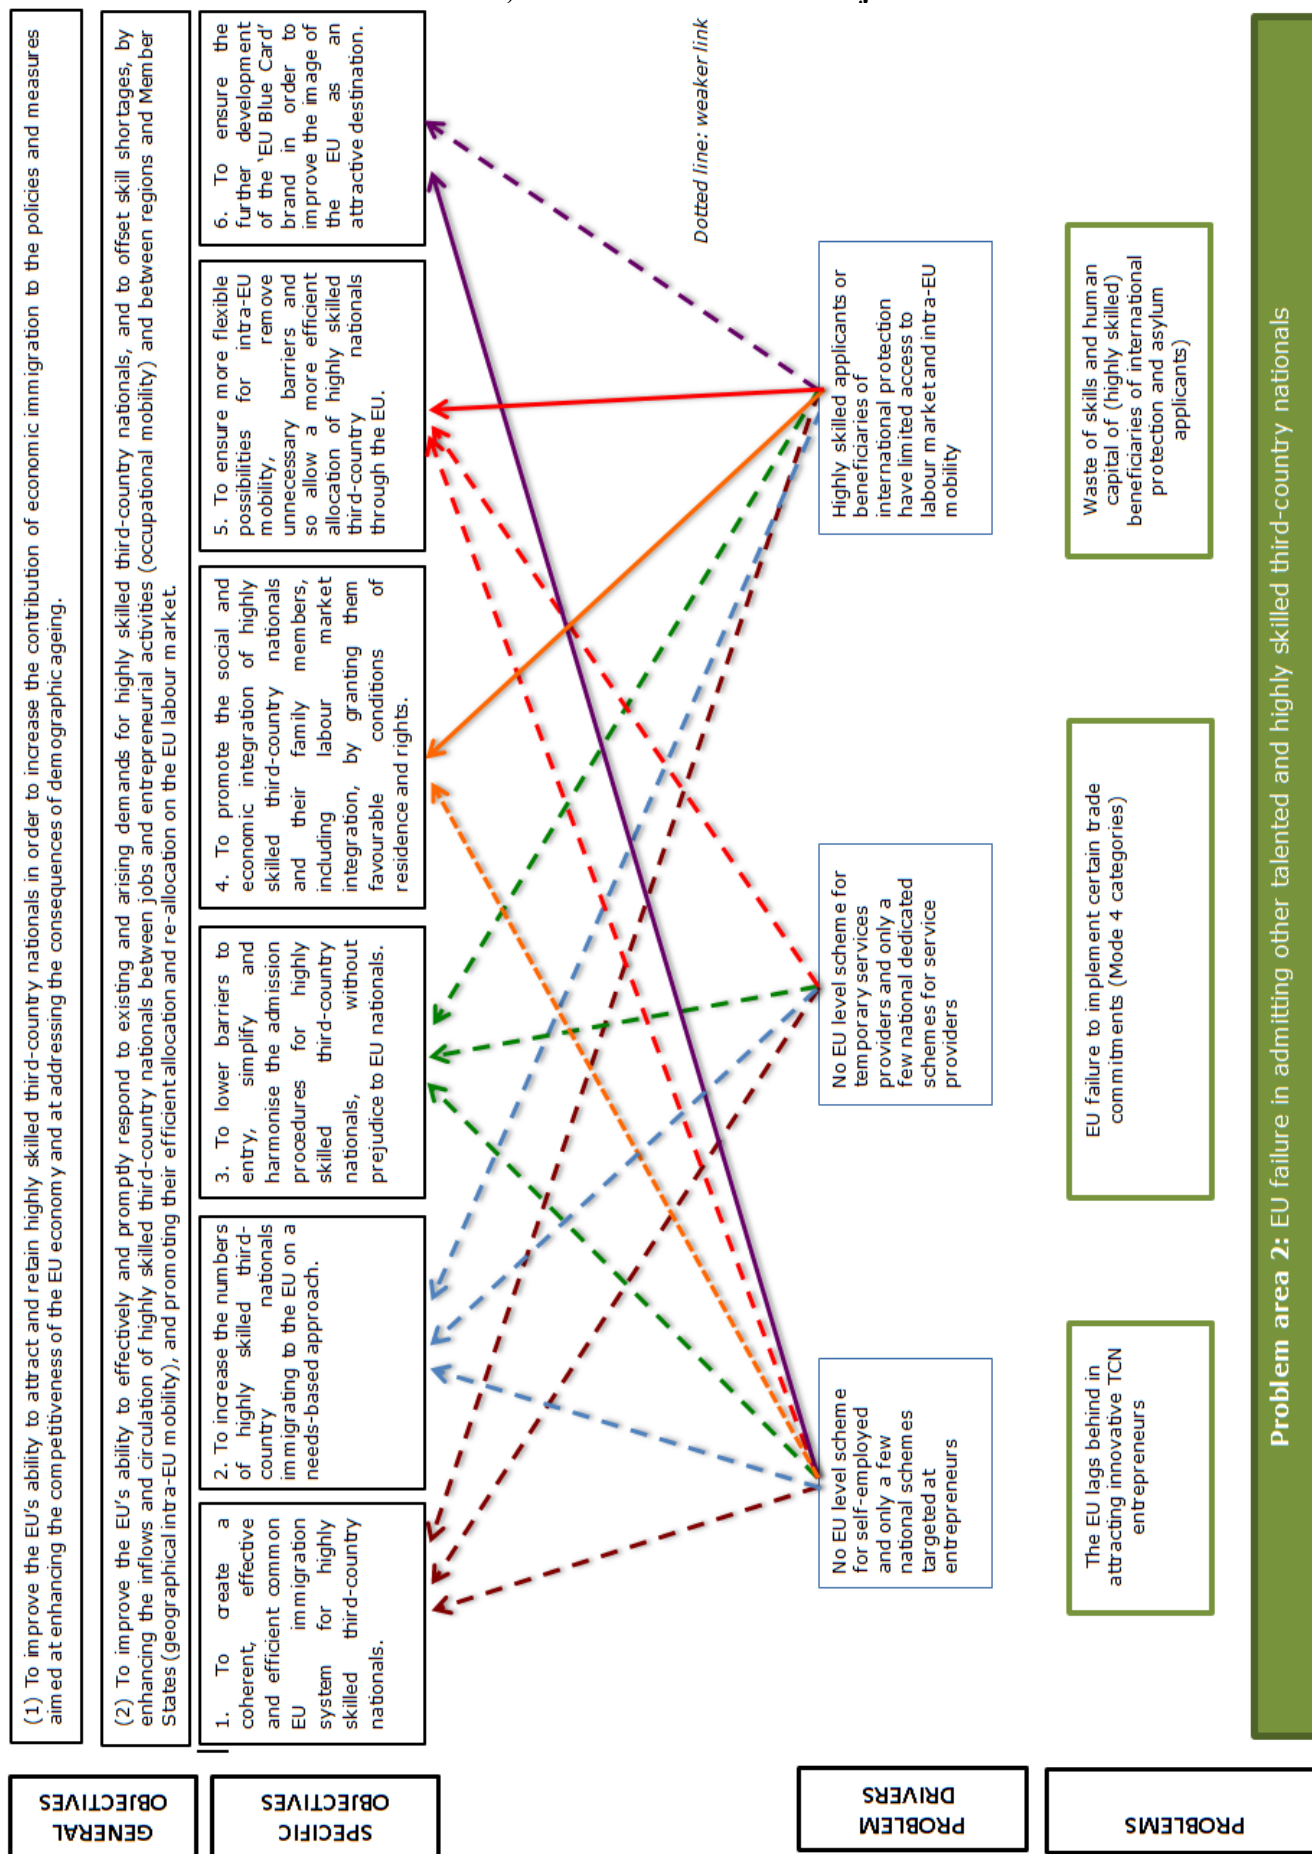 GENERAL
OBJECTIVES
(1) To improve the EU's ability to attract and retain highly skilled third-country nationals in order to increase the contribution of economic immigration to the policies and measures
aimed at enhancing the competitiveness of the EU economy and at addressing the consequences of demographic ageing.
(2) To improve the EU's ability to effectively and promptly respond to existing and arising demands for highly skilled third-country nationals, and to offset skill shortages, by
enhancing the inflows and circulation of highly skilled third-country nationals between jobs and entrepreneurial activities (occupational mobility) and between regions and Member
States (geographical intra-EU mobility), and promoting their efficient allocation and re-allocation on the EU labour market.
SPECIFIC
OBJECTIVES
1. To create a
coherent, effective
and efficient common
EU immigration
system for highly
skilled third-country
nationals.
2. To increase the numbers
of highly skilled third-
country nationals
immigrating to the EU on a
needs-based approach.
3. To lower barriers to
entry, simplify and
harmonise the admission
procedures for highly
skilled third-country
nationals, without
prejudice to EU nationals.
4. To promote the social and
economic integration of highly
skilled third-country nationals
and their family members,
including labour market
integration, by granting them
favourable conditions of
residence and rights.
5. To ensure more flexible
possibilities for intra-EU
mobility, remove
unnecessary barriers and
so allow a more efficient
allocation of highly skilled
third-country nationals
through the EU.
6. To ensure the
further development
of the 'EU Blue Card'
brand in order to
improve the image of
the EU as an
attractive destination.
Dotted line: weaker link
PROBLEM
DRIVERS
No EU level scheme
for self-employed
and only a few
national schemes
targeted at
entrepreneurs
No EU level scheme for
temporary services
providers and only a
few national dedicated
schemes for service
providers
Highly skilled applicants or
beneficiaries of
international protection
have limited access to
labour market and intra-EU
mobility
PROBLEMS
The EU lags behind in
attracting innovative TCN
entrepreneurs
EU failure to implement certain trade
commitments (Mode 4 categories)
Waste of skills and human
capital of (highly skilled)
beneficiaries of international
protection and asylum
applicants)
Problem area 2: EU failure in admitting other talented and highly skilled third-country nationals